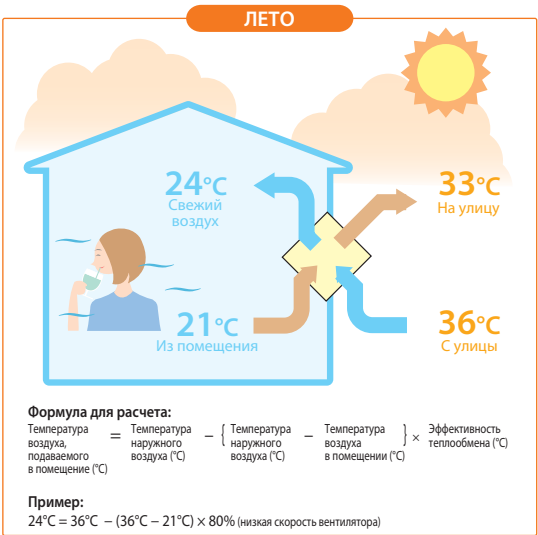 ЛЕТО
24°C
Свежий
воздух
33°C
На улицу
21°C
Из помещения
36°C
С улицы
Формула для расчета:
Температура воздуха, подаваемого в помещение (°C) = Температура наружного воздуха (°C) – { Температура наружного воздуха (°C) – Температура воздуха в помещении (°C) } × Эффективность теплообмена (°C)
Пример:
24°C = 36°C – (36°C – 21°C) × 80% (низкая скорость вентилятора)